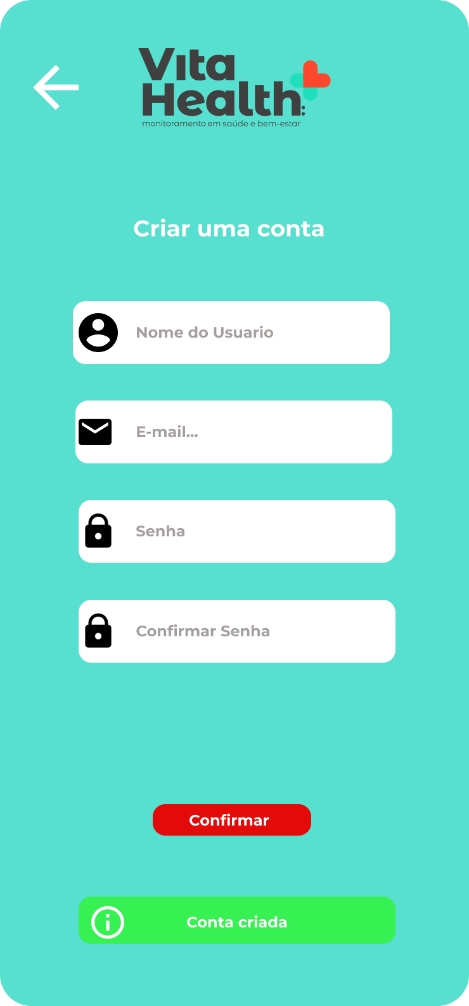 Vita
Health
monitoramento em saúde e bem-estar
Criar uma conta
Nome do Usuario
E-mail...
Senha
Confirmar Senha
Confirmar
Conta criada